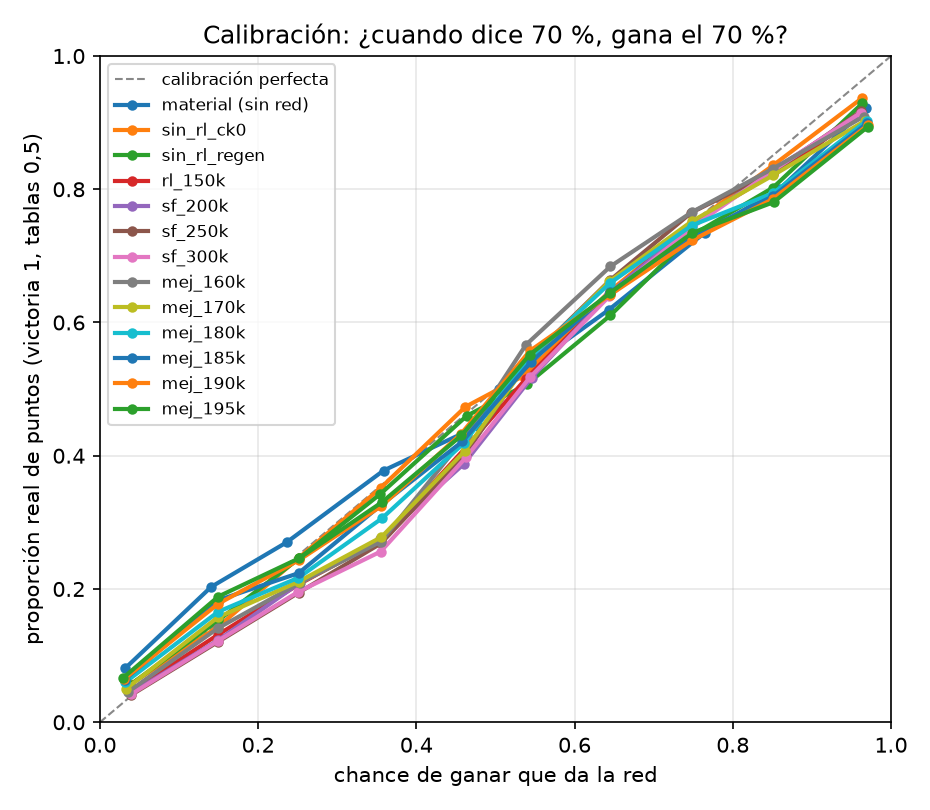 Calibración: ¿cuando dice 70 %, gana el 70 %?
proporción real de puntos (victoria 1, tablas 0,5)
1.0
0.8
0.6
0.4
0.2
0.0
calibración perfecta
material (sin red)
sin_rl_ck0
sin_rl_regen
rl_150k
sf_200k
sf_250k
sf_300k
mej_160k
mej_170k
mej_180k
mej_185k
mej_190k
mej_195k
0.0 0.2 0.4 0.6 0.8 1.0
chance de ganar que da la red